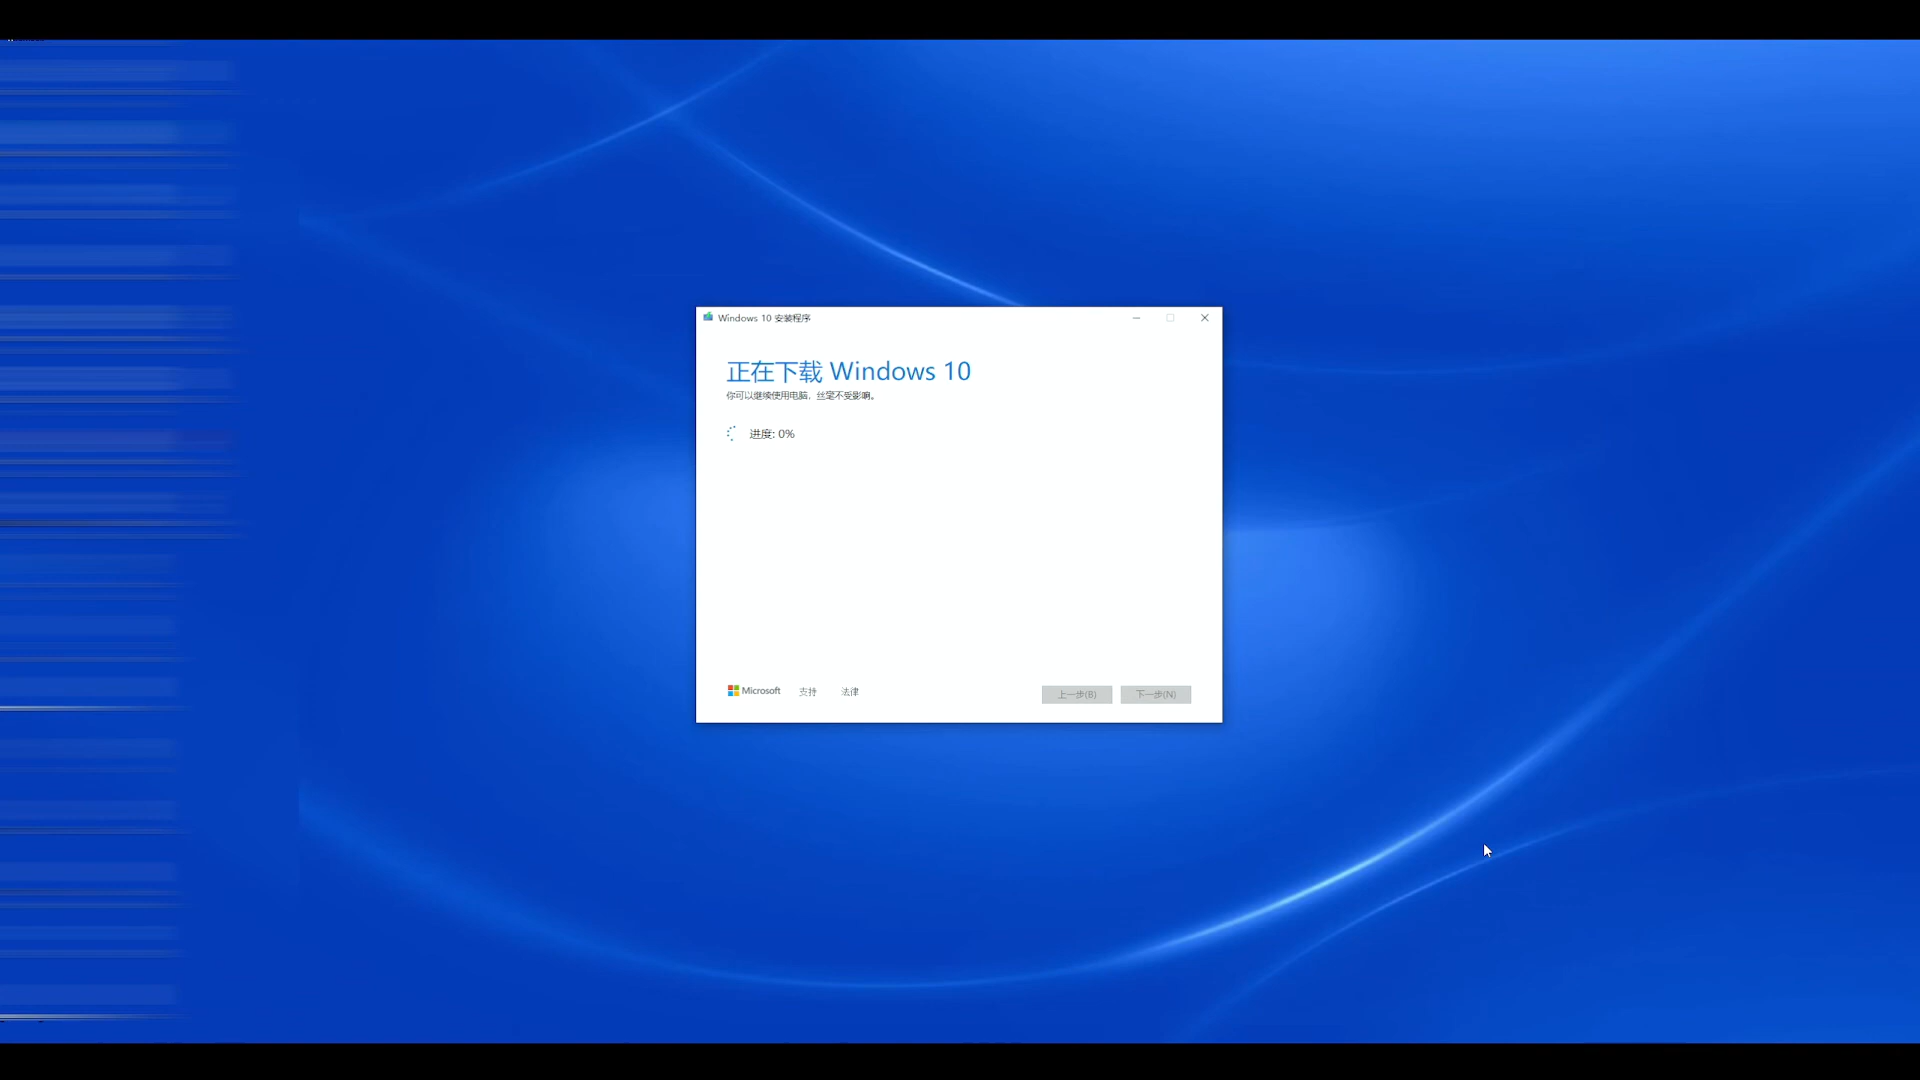 Windows 10 安装程序
正在下载 Windows 10
你可以继续使用电脑，丝毫不受影响。
进度: 0%
Microsoft 支持 法律 上一步(B) 下一步(N)